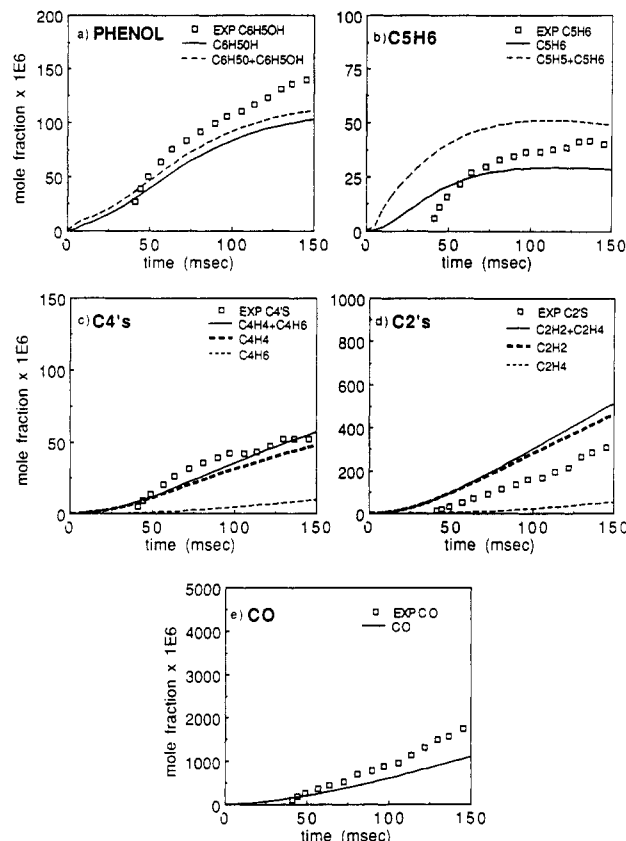 a) PHENOL
EXP C6H5OH
C6H50H
C6H50+C6H5OH
200
150
100
50
0
0 50 100 150
time (msec)
mole fraction x 1E6
b) C5H6
EXP C5H6
C5H6
C5H5+C5H6
100
75
50
25
0
0 50 100 150
time (msec)
c) C4's
EXP C4'S
C4H4+C4H6
C4H4
C4H6
150
100
50
0
0 50 100 150
time (msec)
mole fraction x 1E6
d) C2's
EXP C2'S
C2H2+C2H4
C2H2
C2H4
1000
800
600
400
200
0
0 50 100 150
time (msec)
e) CO
EXP CO
CO
5000
4000
3000
2000
1000
0
0 50 100 150
time (msec)
mole fraction x 1E6